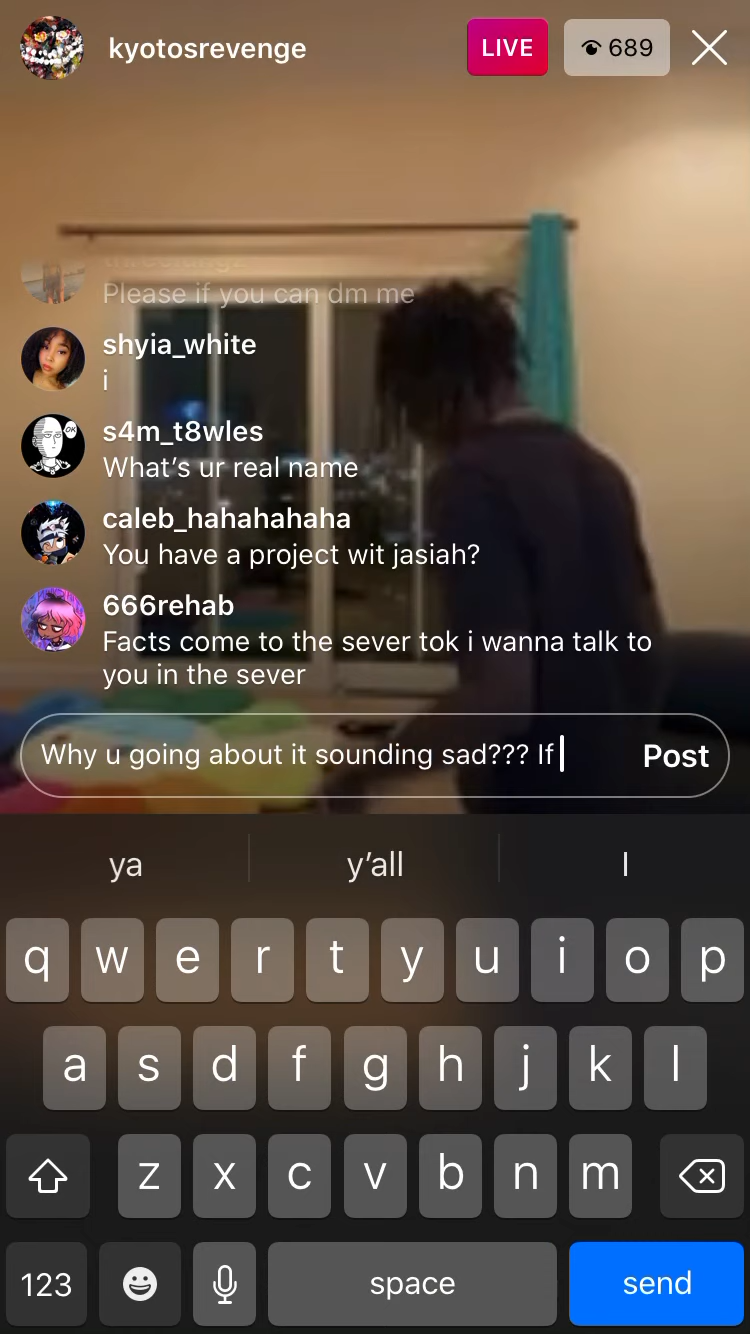 kyotosrevenge
LIVE
689
Please if you can dm me
shyia_white
i
s4m_t8wles
What's ur real name
caleb_hahahahaha
You have a project wit jasiah?
666rehab
Facts come to the sever tok i wanna talk to
you in the sever
Why u going about it sounding sad??? If
Post
ya y'all I
q w e r t y u i o p
a s d f g h j k l
z x c v b n m
123 space send